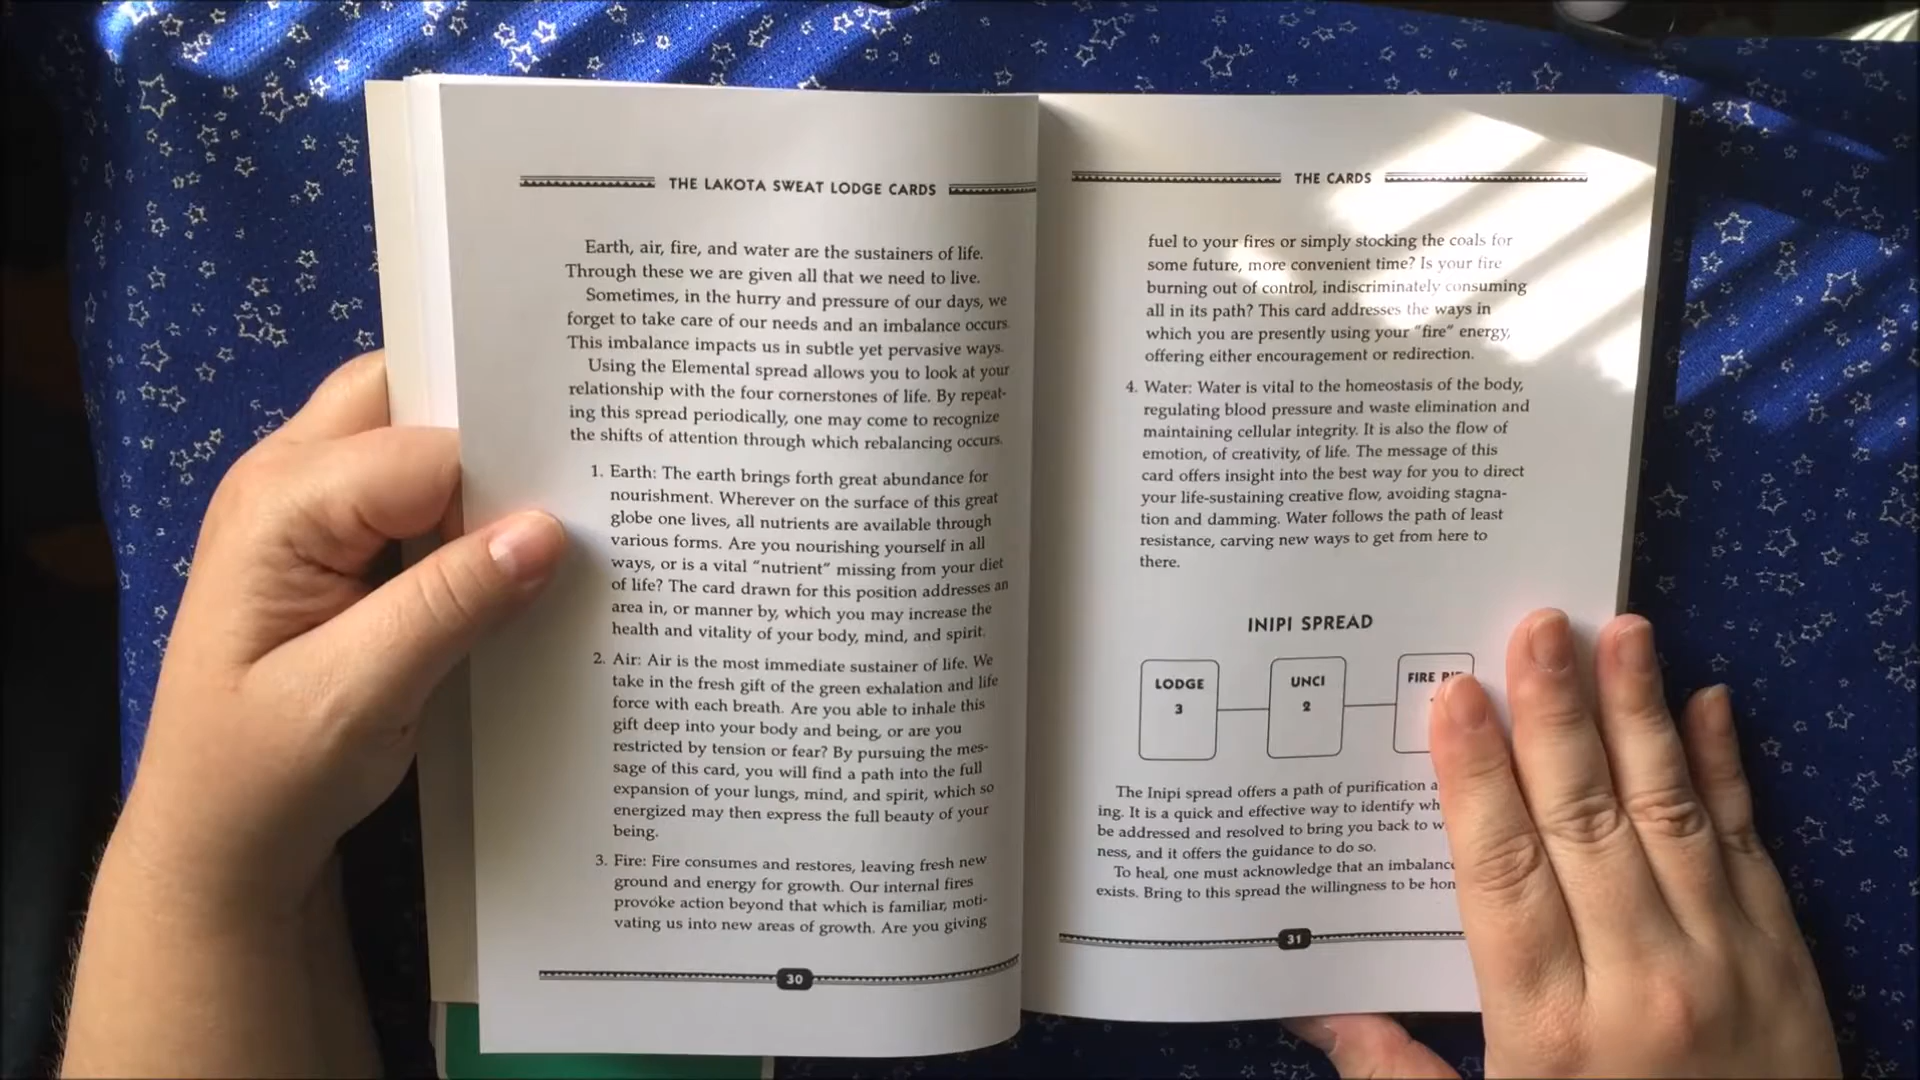 THE LAKOTA SWEAT LODGE CARDS
Earth, air, fire, and water are the sustainers of life.
Through these we are given all that we need to live.
Sometimes, in the hurry and pressure of our days, we
forget to take care of our needs and an imbalance occurs.
This imbalance impacts us in subtle yet pervasive ways.
Using the Elemental spread allows you to look at your
relationship with the four cornerstones of life. By repeat-
ing this spread periodically, one may come to recognize
the shifts of attention through which rebalancing occurs.
1. Earth: The earth brings forth great abundance for
nourishment. Wherever on the surface of this great
globe one lives, all nutrients are available through
various forms. Are you nourishing yourself in all
ways, or is a vital "nutrient" missing from your diet
of life? The card drawn for this position addresses an
area in, or manner by, which you may increase the
health and vitality of your body, mind, and spirit.
2. Air: Air is the most immediate sustainer of life. We
take in the fresh gift of the green exhalation and life
force with each breath. Are you able to inhale this
gift deep into your body and being, or are you
restricted by tension or fear? By pursuing the mes-
sage of this card, you will find a path into the full
expansion of your lungs, mind, and spirit, which so
energized may then express the full beauty of your
being.
3. Fire: Fire consumes and restores, leaving fresh new
ground and energy for growth. Our internal fires
provoke action beyond that which is familiar, moti-
vating us into new areas of growth. Are you giving
30
THE CARDS
fuel to your fires or simply stocking the coals for
some future, more convenient time? Is your fire
burning out of control, indiscriminately consuming
all in its path? This card addresses the ways in
which you are presently using your "fire" energy,
offering either encouragement or redirection.
4. Water: Water is vital to the homeostasis of the body,
regulating blood pressure and waste elimination and
maintaining cellular integrity. It is also the flow of
emotion, of creativity, of life. The message of this
card offers insight into the best way for you to direct
your life-sustaining creative flow, avoiding stagna-
tion and damming. Water follows the path of least
resistance, carving new ways to get from here to
there.
INIPI SPREAD
LODGE UNCI FIRE
3 2
The Inipi spread offers a path of purification
ing. It is a quick and effective way to identify
be addressed and resolved to bring you back to
ness, and it offers the guidance to do so.
To heal, one must acknowledge that an imbalance
exists. Bring to this spread the willingness to be
31